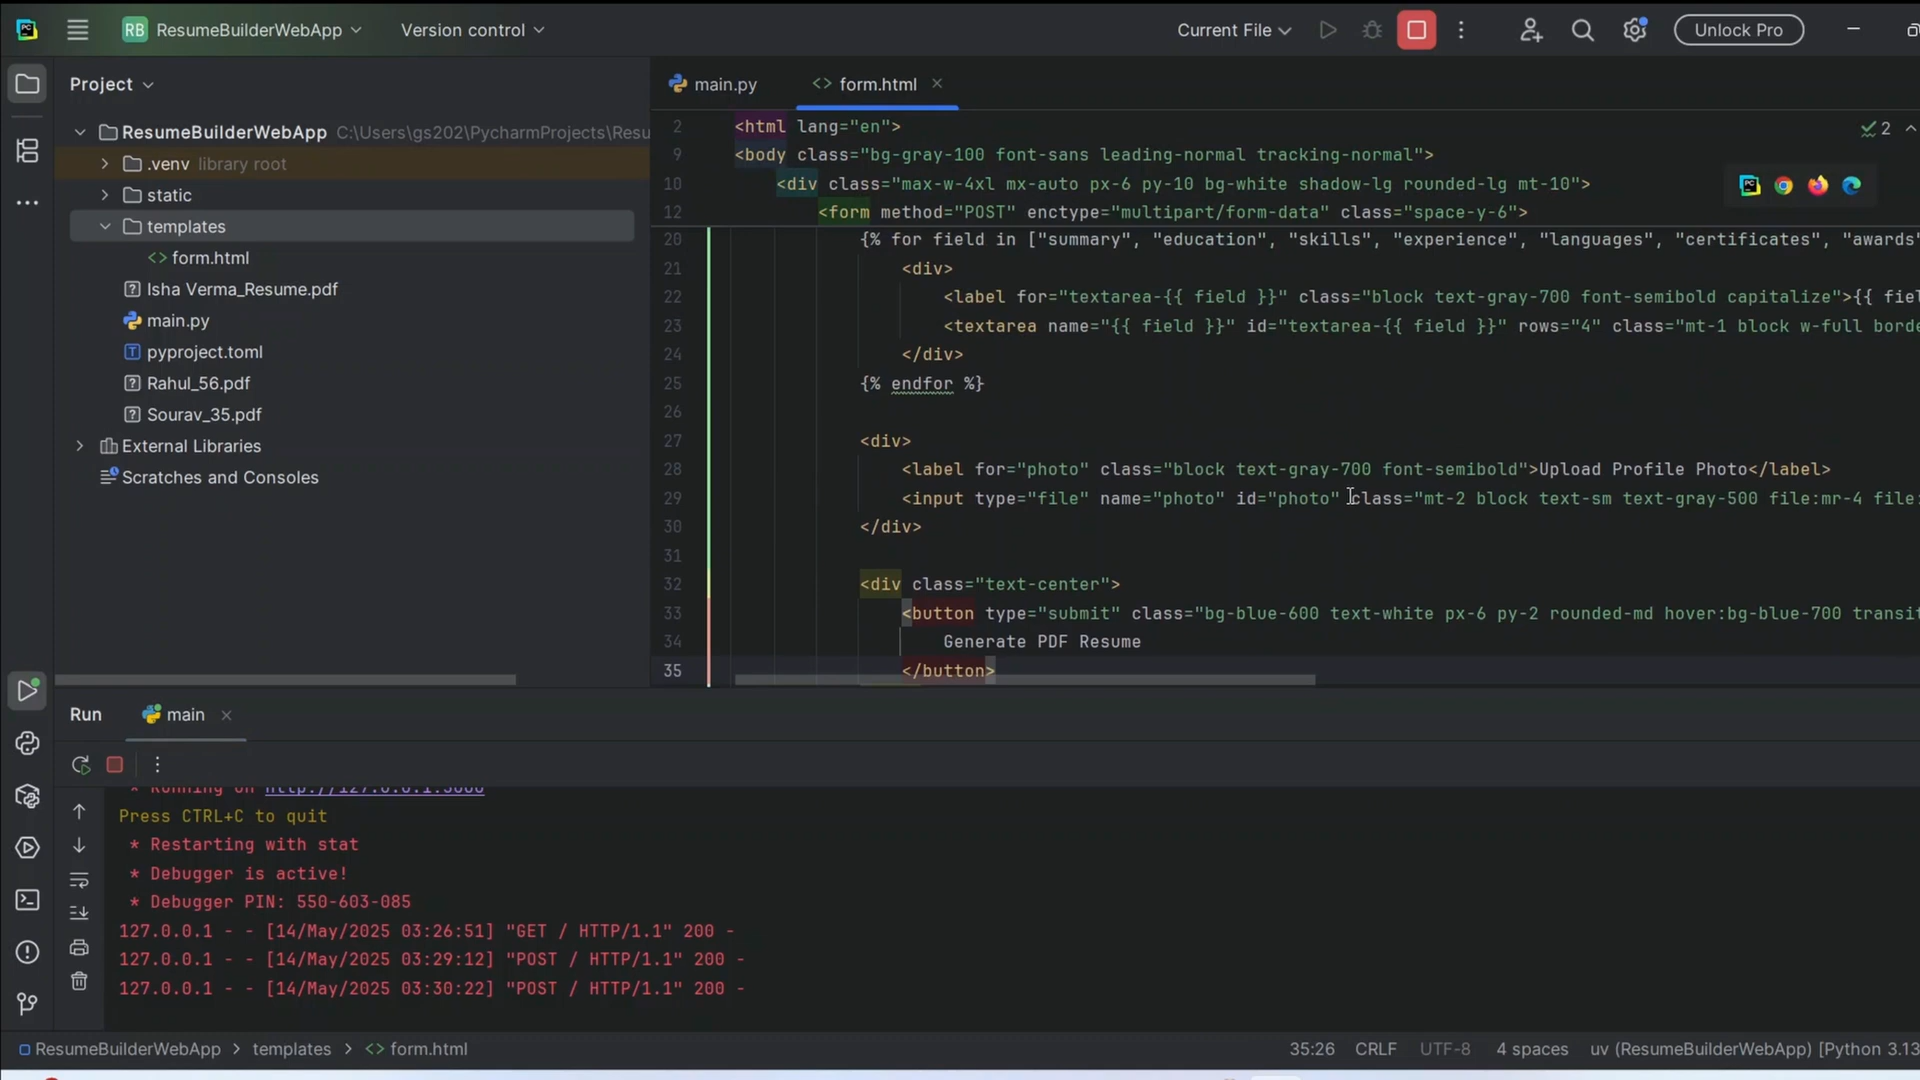 RB ResumeBuilderWebApp Version control Current File Unlock Pro
Project
ResumeBuilderWebApp C:\Users\gs202\PycharmProjects\Resu
.venv library root
static
templates
form.html
Isha Verma_Resume.pdf
main.py
pyproject.toml
Rahul_56.pdf
Sourav_35.pdf
External Libraries
Scratches and Consoles
main.py form.html
2 <html lang="en">
9 <body class="bg-gray-100 font-sans leading-normal tracking-normal">
10 <div class="max-w-4xl mx-auto px-6 py-10 bg-white shadow-lg rounded-lg mt-10">
12 <form method="POST" enctype="multipart/form-data" class="space-y-6">
20 {% for field in ["summary", "education", "skills", "experience", "languages", "certificates", "awards"
21 <div>
22 <label for="textarea-{{ field }}" class="block text-gray-700 font-semibold capitalize">{{ fiel
23 <textarea name="{{ field }}" id="textarea-{{ field }}" rows="4" class="mt-1 block w-full borde
24 </div>
25 {% endfor %}
26
27 <div>
28 <label for="photo" class="block text-gray-700 font-semibold">Upload Profile Photo</label>
29 <input type="file" name="photo" id="photo" class="mt-2 block text-sm text-gray-500 file:mr-4 file:
30 </div>
31
32 <div class="text-center">
33 <button type="submit" class="bg-blue-600 text-white px-6 py-2 rounded-md hover:bg-blue-700 transit
34 Generate PDF Resume
35 </button>
2
Run main
* Running on http://127.0.0.1:5000
Press CTRL+C to quit
* Restarting with stat
* Debugger is active!
* Debugger PIN: 550-603-085
127.0.0.1 - - [14/May/2025 03:26:51] "GET / HTTP/1.1" 200 -
127.0.0.1 - - [14/May/2025 03:29:12] "POST / HTTP/1.1" 200 -
127.0.0.1 - - [14/May/2025 03:30:22] "POST / HTTP/1.1" 200 -
ResumeBuilderWebApp > templates > form.html 35:26 CRLF UTF-8 4 spaces uv (ResumeBuilderWebApp) [Python 3.13